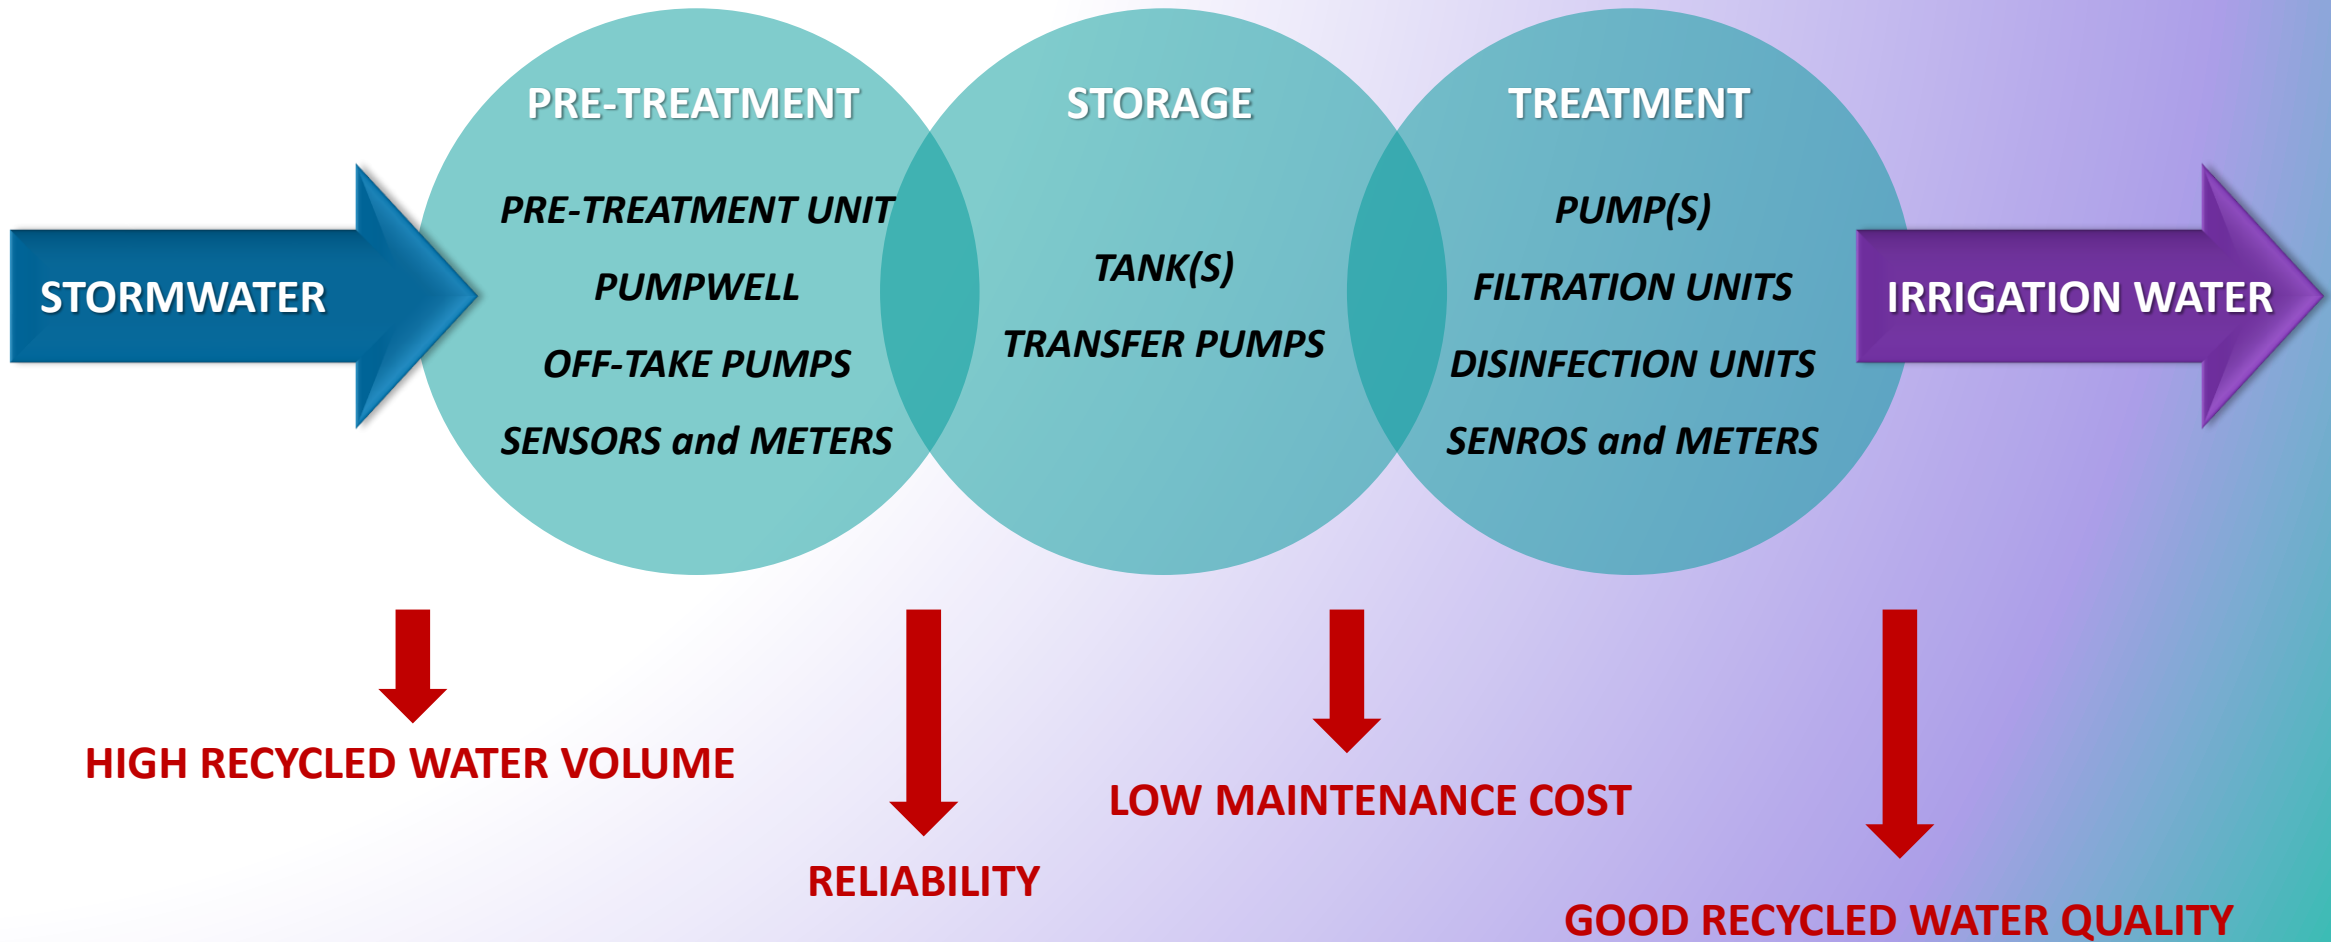 STORMWATER
PRE-TREATMENT
PRE-TREATMENT UNIT
PUMPWELL
OFF-TAKE PUMPS
SENSORS and METERS
STORAGE
TANK(S)
TRANSFER PUMPS
TREATMENT
PUMP(S)
FILTRATION UNITS
DISINFECTION UNITS
SENROS and METERS
IRRIGATION WATER
HIGH RECYCLED WATER VOLUME
RELIABILITY
LOW MAINTENANCE COST
GOOD RECYCLED WATER QUALITY